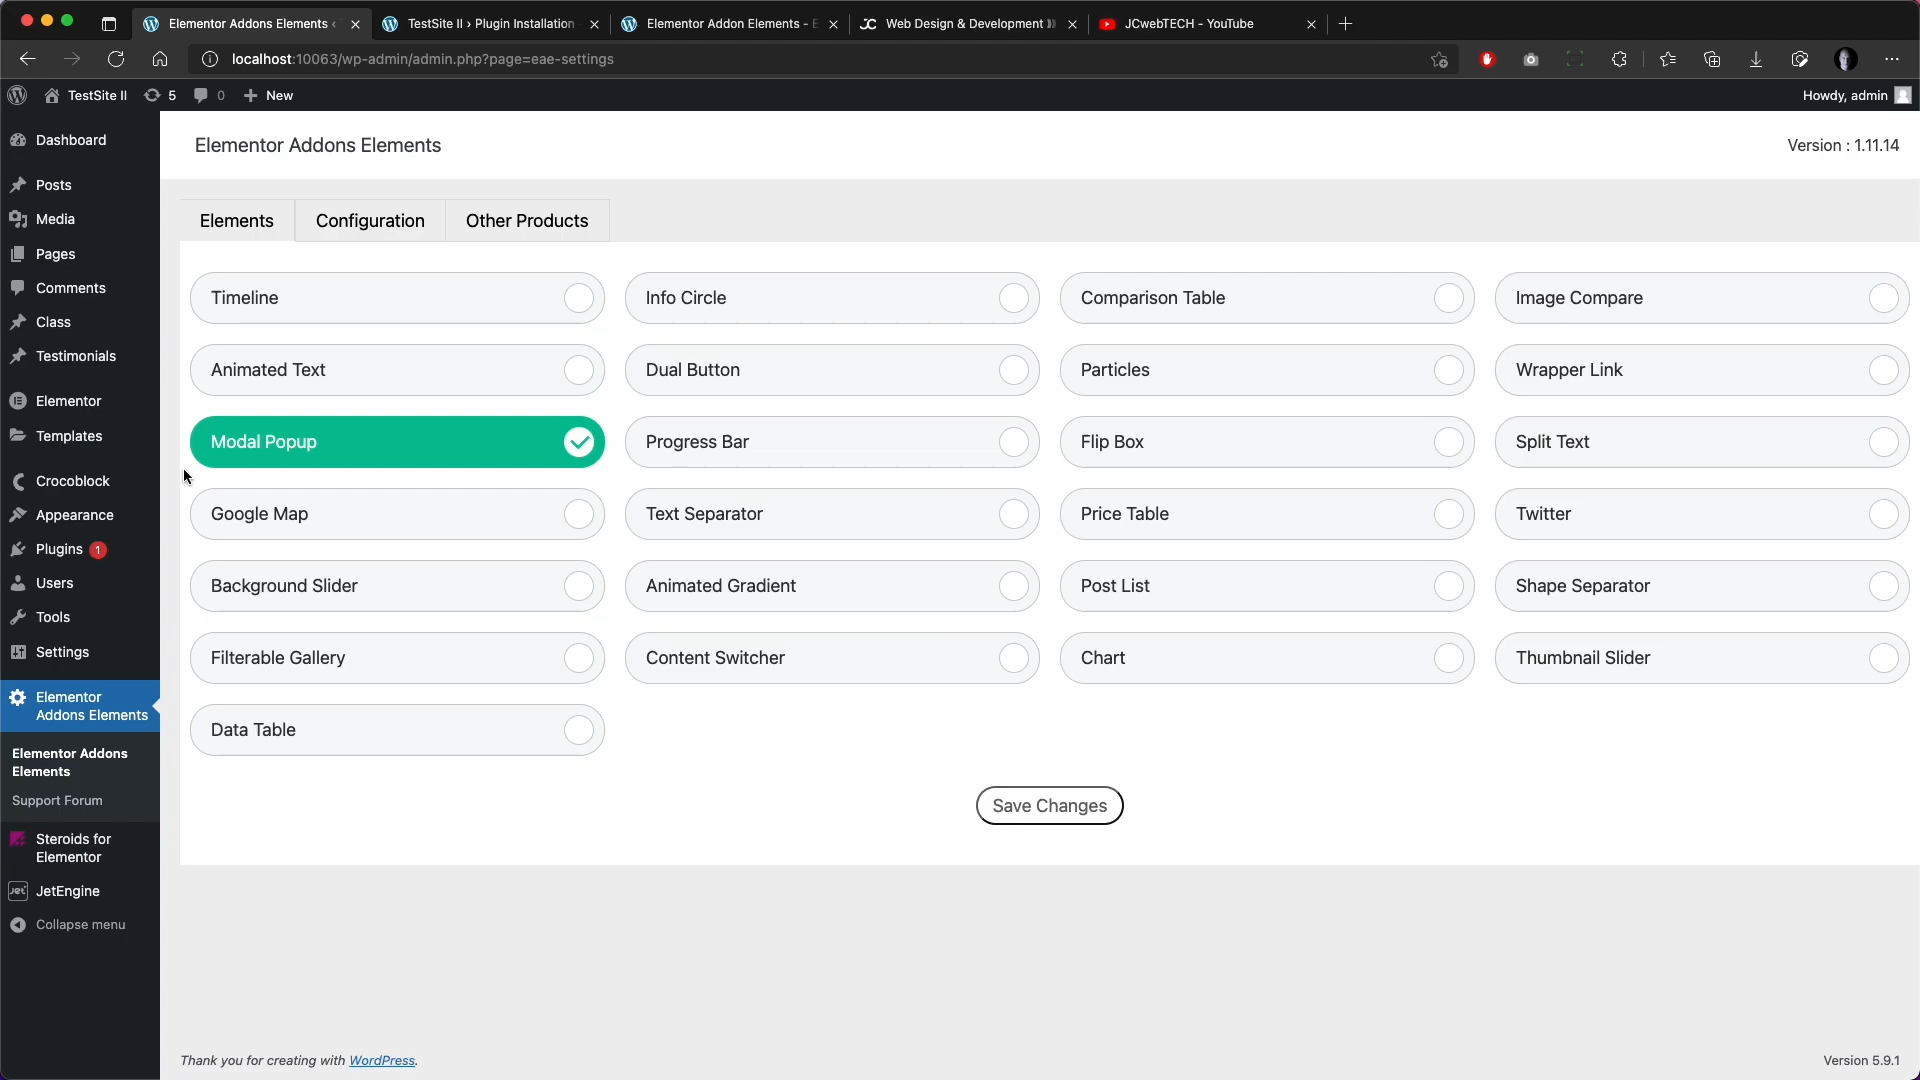 Elementor Addons Elements ‹
TestSite II › Plugin Installation
Elementor Addon Elements - E
JC Web Design & Development ⟫
JCwebTECH - YouTube
localhost:10063/wp-admin/admin.php?page=eae-settings
TestSite II
5
0
New
Howdy, admin
Dashboard
Posts
Media
Pages
Comments
Class
Testimonials
Elementor
Templates
Crocoblock
Appearance
Plugins 1
Users
Tools
Settings
Elementor
Addons Elements
Elementor Addons
Elements
Support Forum
Steroids for
Elementor
Jet JetEngine
Collapse menu
Elementor Addons Elements
Version : 1.11.14
Elements
Configuration
Other Products
Timeline
Info Circle
Comparison Table
Image Compare
Animated Text
Dual Button
Particles
Wrapper Link
Modal Popup
Progress Bar
Flip Box
Split Text
Google Map
Text Separator
Price Table
Twitter
Background Slider
Animated Gradient
Post List
Shape Separator
Filterable Gallery
Content Switcher
Chart
Thumbnail Slider
Data Table
Save Changes
Thank you for creating with WordPress.
Version 5.9.1